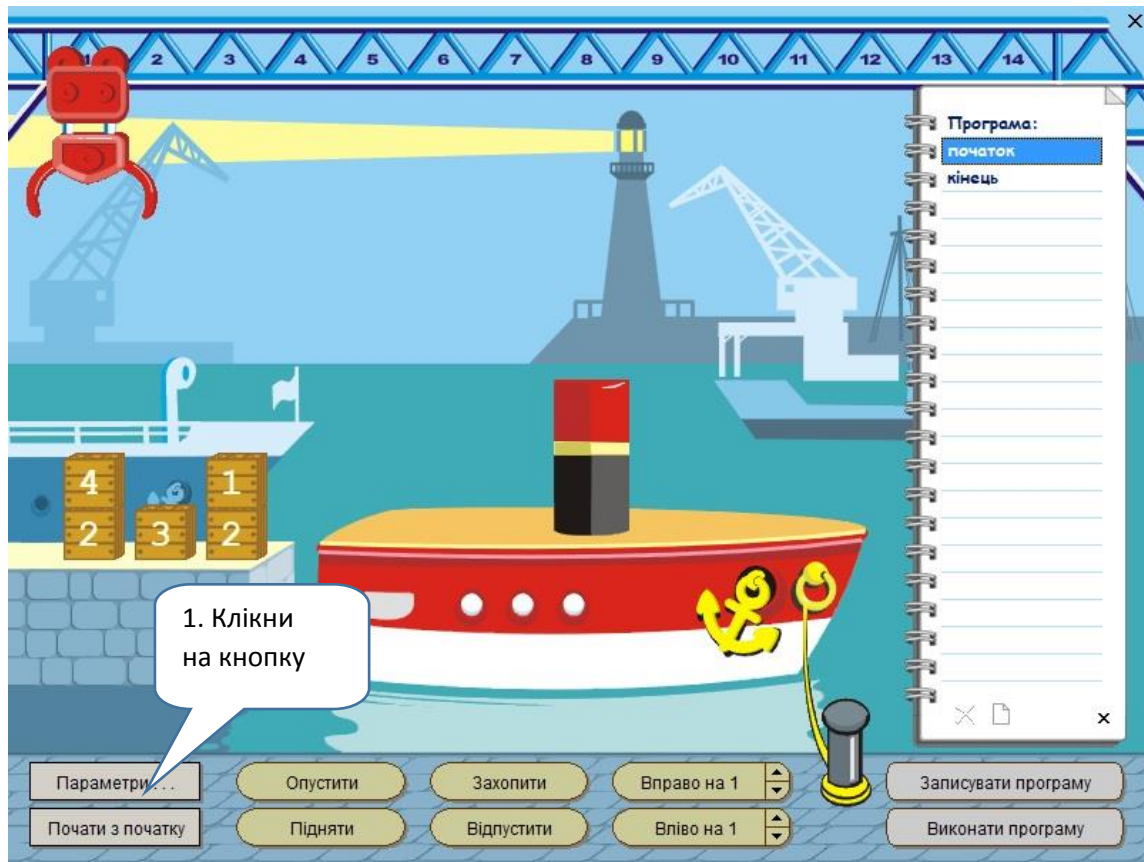 1 2 3 4 5 6 7 8 9 10 11 12 13 14
Програма:
початок
кінець
4 1
2 3 2
1. Клікни
на кнопку
Параметри . . .
Опустити
Захопити
Вправо на 1
Записувати програму
Почати з початку
Підняти
Відпустити
Вліво на 1
Виконати програму